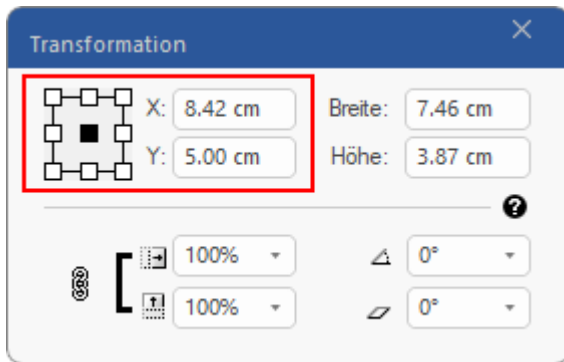 Transformation
X: 8.42 cm Breite: 7.46 cm
Y: 5.00 cm Höhe: 3.87 cm
?
100% 0°
100% 0°